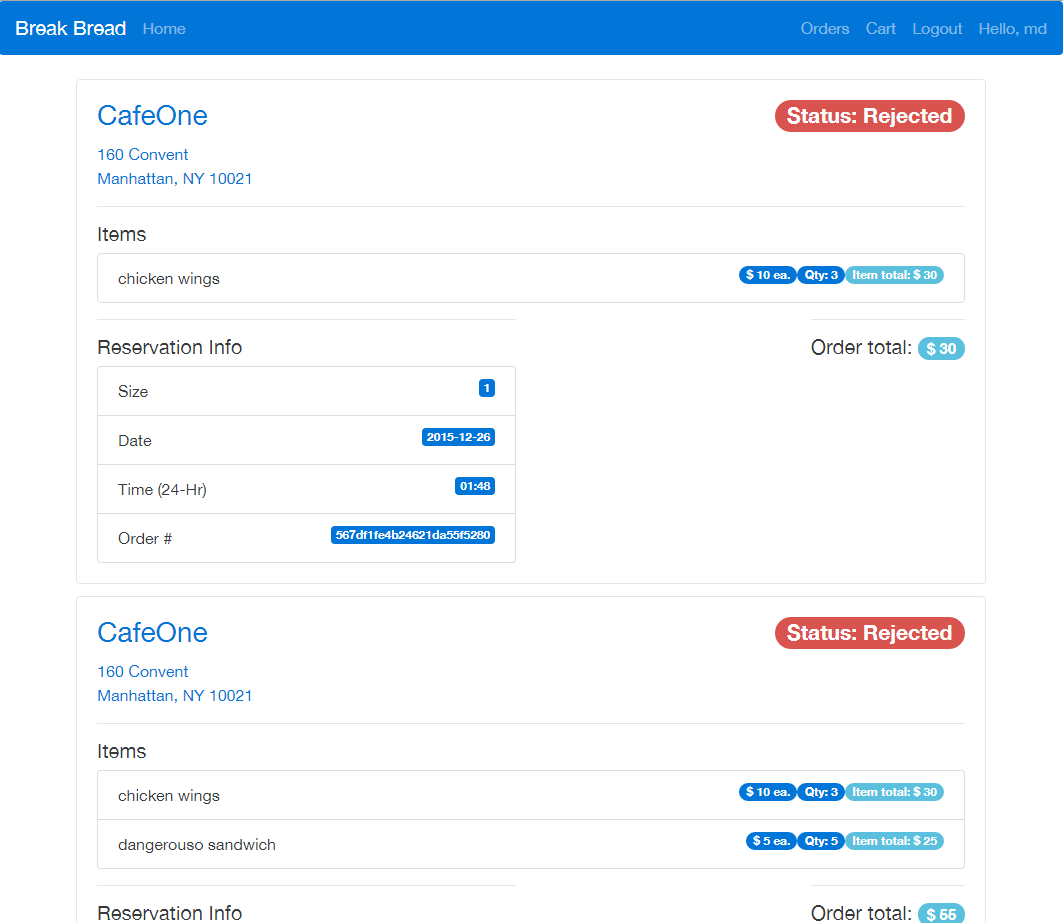 Break Bread Home Orders Cart Logout Hello, md
CafeOne Status: Rejected
160 Convent
Manhattan, NY 10021
Items
chicken wings $ 10 ea. Qty: 3 Item total: $ 30
Reservation Info Order total: $ 30
Size 1
Date 2015-12-26
Time (24-Hr) 01:48
Order # 567df1fe4b24621da55f5280
CafeOne Status: Rejected
160 Convent
Manhattan, NY 10021
Items
chicken wings $ 10 ea. Qty: 3 Item total: $ 30
dangerouso sandwich $ 5 ea. Qty: 5 Item total: $ 25
Reservation Info Order total: $ 55